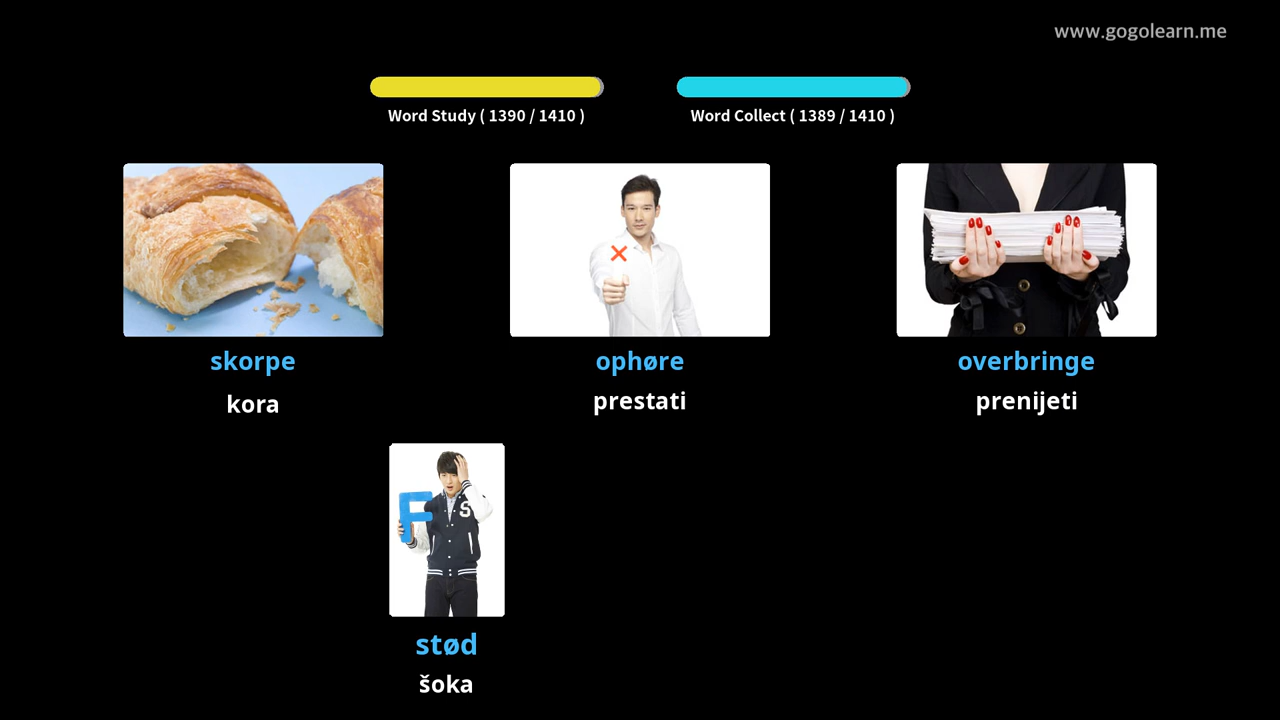 www.gogolearn.me
Word Study ( 1390 / 1410 )
Word Collect ( 1389 / 1410 )
skorpe
ophøre
overbringe
kora
prestati
prenijeti
F
S
stød
šoka